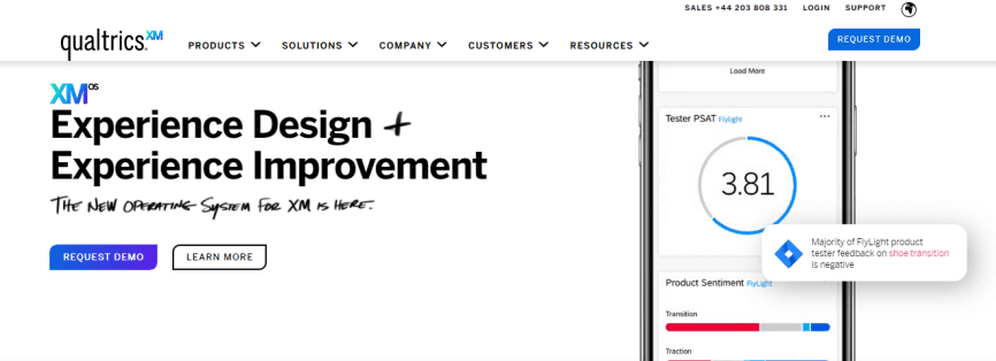 SALES +44 203 808 331 LOGIN SUPPORT
qualtrics XM
PRODUCTS SOLUTIONS COMPANY CUSTOMERS RESOURCES
REQUEST DEMO
XM OS
Experience Design +
Experience Improvement
THE NEW OPERATING SYSTEM FOR XM IS HERE.
REQUEST DEMO LEARN MORE
Load More
Tester PSAT Flylight
3.81
Majority of FlyLight product
tester feedback on shoe transition
is negative
Product Sentiment FlyLight
Transition
Traction